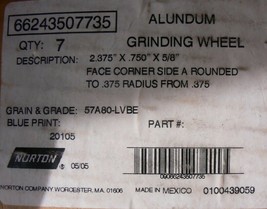 66243507735
ALUNDUM
QTY: 7
GRINDING WHEEL
DESCRIPTION: 2.375" X .750" X 5/8"
FACE CORNER SIDE A ROUNDED
TO .375 RADIUS FROM .375
GRAIN & GRADE: 57A80-LVBE
BLUE PRINT: PART#:
20105
NORTON ® 05/05
09066243507735
NORTON COMPANY WORCESTER, MA. 01606 MADE IN MEXICO 0100439059